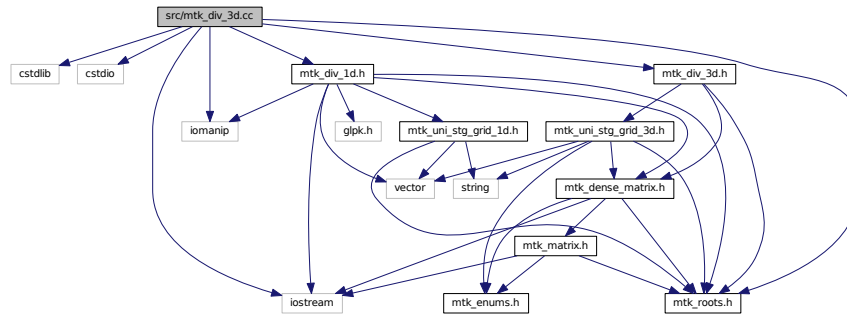 src/mtk_div_3d.cc
cstdlib
cstdio
mtk_div_1d.h
mtk_div_3d.h
iomanip
glpk.h
mtk_uni_stg_grid_1d.h
mtk_uni_stg_grid_3d.h
vector
string
mtk_dense_matrix.h
mtk_matrix.h
iostream
mtk_enums.h
mtk_roots.h